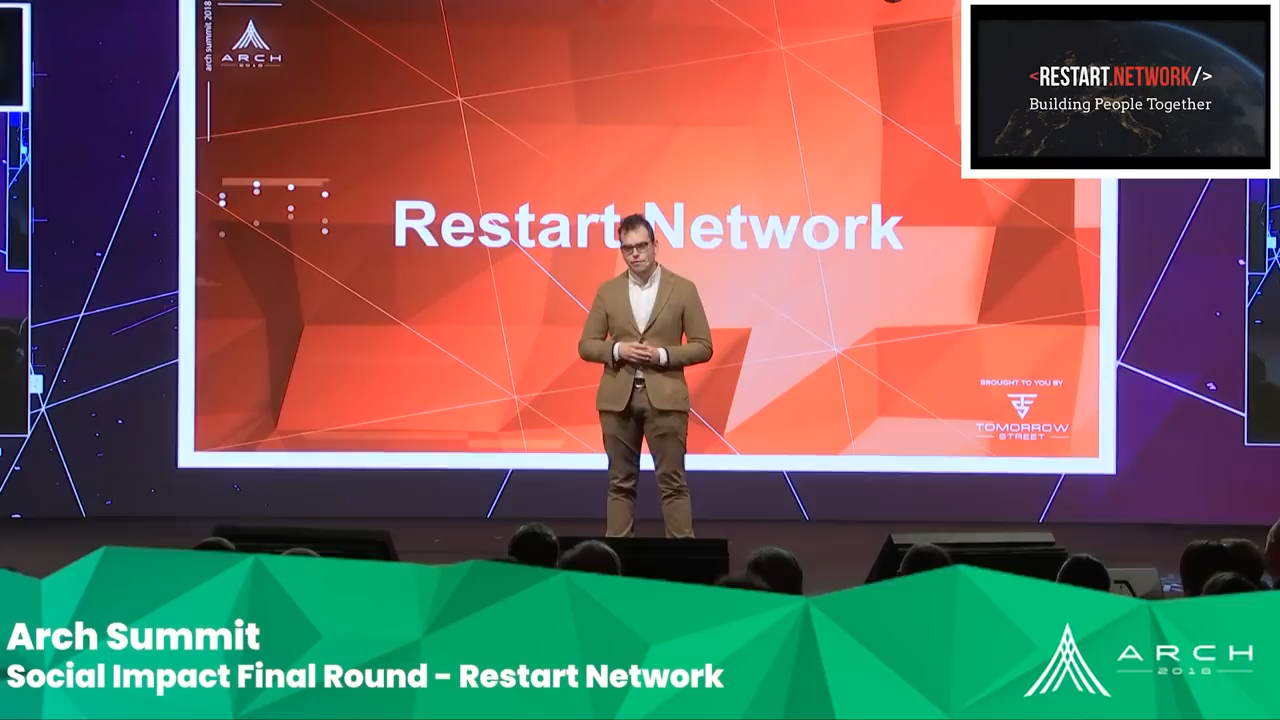 arch summit 2018
ARCH
2018
<RESTART.NETWORK/>
Building People Together
Restart Network
BROUGHT TO YOU BY
TOMORROW
STREET
Arch Summit
Social Impact Final Round - Restart Network
ARCH
2018